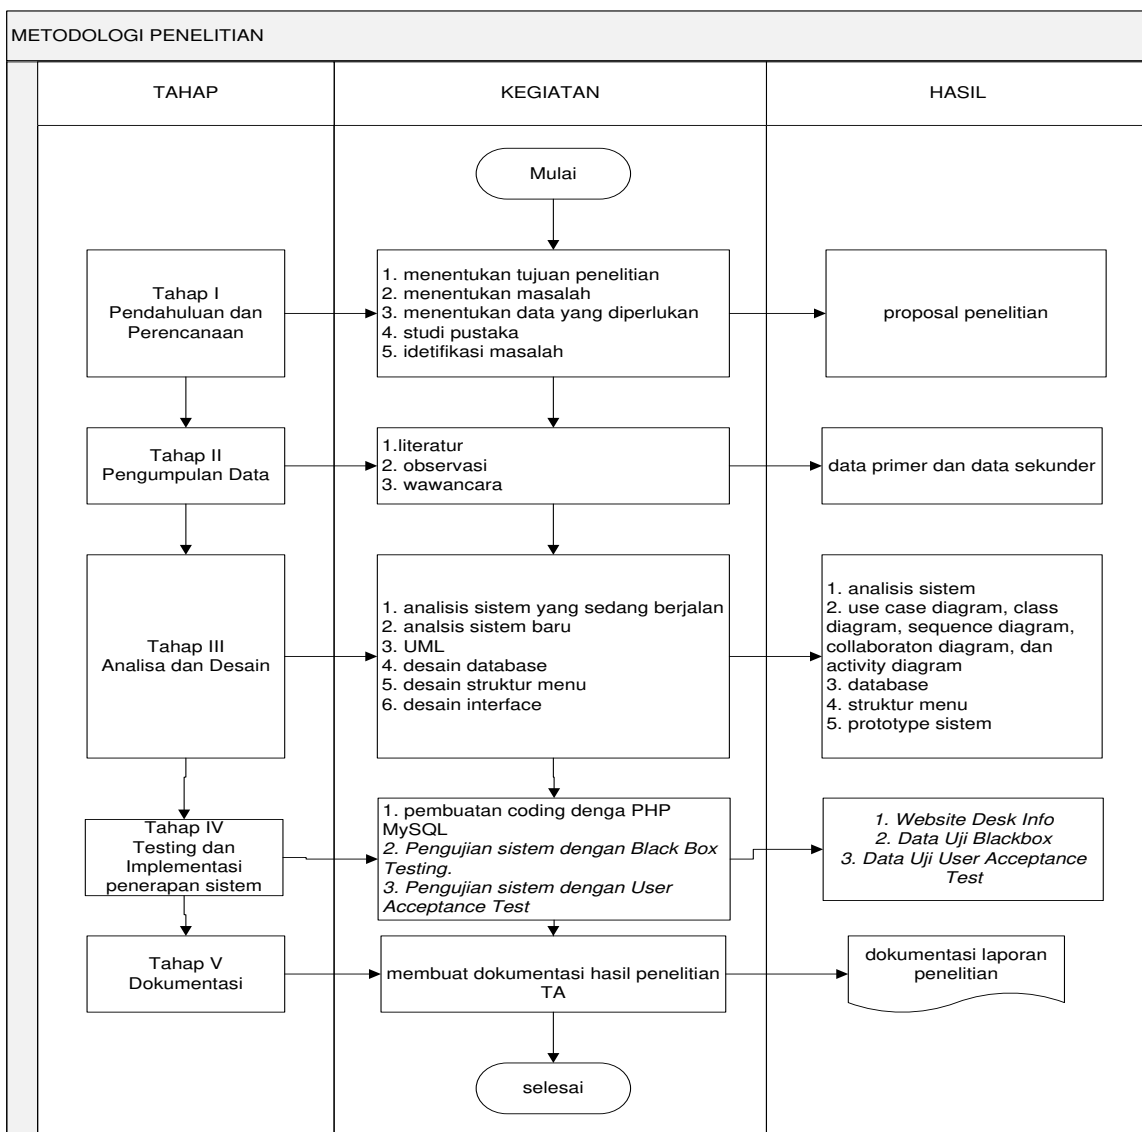 METODOLOGI PENELITIAN
TAHAP
KEGIATAN
HASIL
Mulai
Tahap I
Pendahuluan dan
Perencanaan
1. menentukan tujuan penelitian
2. menentukan masalah
3. menentukan data yang diperlukan
4. studi pustaka
5. idetifikasi masalah
proposal penelitian
Tahap II
Pengumpulan Data
1.literatur
2. observasi
3. wawancara
data primer dan data sekunder
Tahap III
Analisa dan Desain
1. analisis sistem yang sedang berjalan
2. analsis sistem baru
3. UML
4. desain database
5. desain struktur menu
6. desain interface
1. analisis sistem
2. use case diagram, class
diagram, sequence diagram,
collaboraton diagram, dan
activity diagram
3. database
4. struktur menu
5. prototype sistem
Tahap IV
Testing dan
Implementasi
penerapan sistem
1. pembuatan coding denga PHP
MySQL
2. Pengujian sistem dengan Black Box
Testing.
3. Pengujian sistem dengan User
Acceptance Test
1. Website Desk Info
2. Data Uji Blackbox
3. Data Uji User Acceptance
Test
Tahap V
Dokumentasi
membuat dokumentasi hasil penelitian
TA
dokumentasi laporan
penelitian
selesai